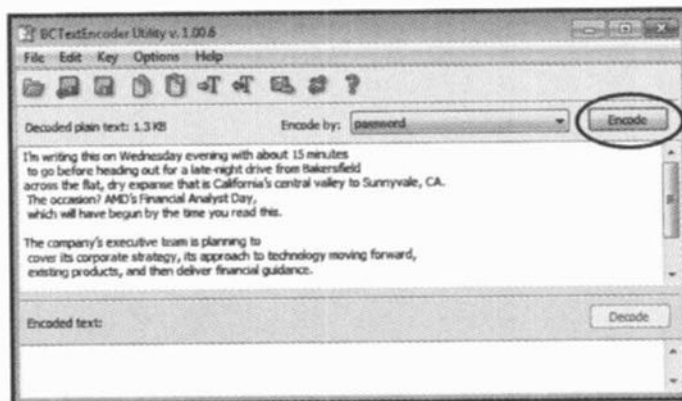 BCTextEncoder Utility v. 1.00.6
File Edit Key Options Help
Decoded plain text: 1.3 KB Encode by: password Encode
I'm writing this on Wednesday evening with about 15 minutes
to go before heading out for a late-night drive from Bakersfield
across the flat, dry expanse that is California's central valley to Sunnyvale, CA.
The occasion? AMD's Financial Analyst Day,
which will have begun by the time you read this.
The company's executive team is planning to
cover its corporate strategy, its approach to technology moving forward,
existing products, and then deliver financial guidance.
Encoded text: Decode